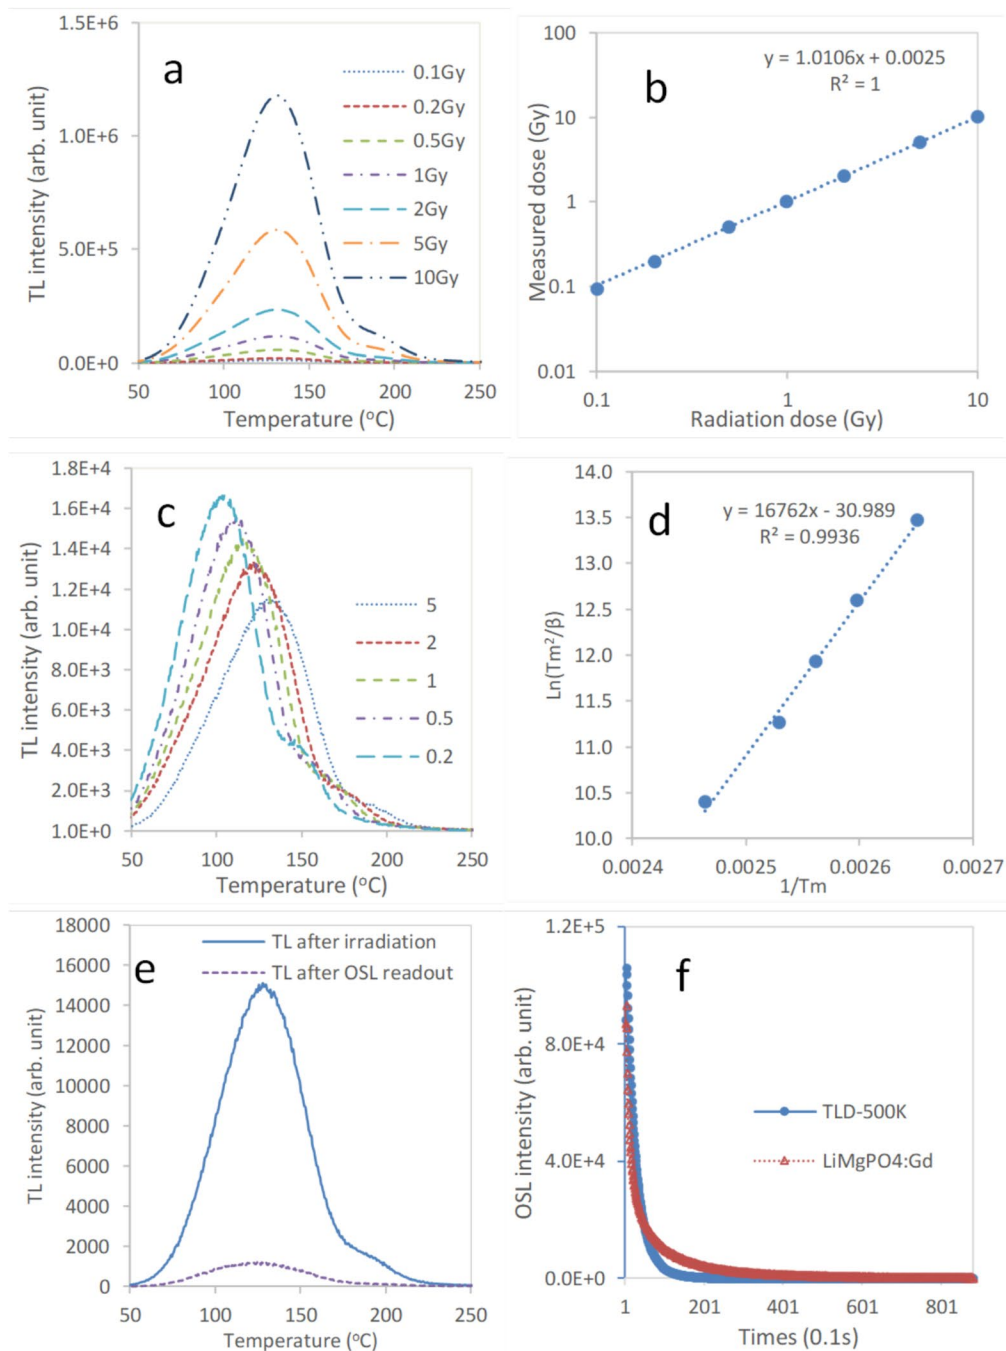 a
TL intensity (arb. unit)
1.5E+6
1.0E+6
5.0E+5
0.0E+0
0.1Gy
0.2Gy
0.5Gy
1Gy
2Gy
5Gy
10Gy
50 100 150 200 250
Temperature (°C)
b
Measured dose (Gy)
100
10
1
0.1
0.01
y = 1.0106x + 0.0025
R² = 1
0.1 1 10
Radiation dose (Gy)
c
TL intensity (arb. unit)
1.8E+4
1.6E+4
1.4E+4
1.2E+4
1.0E+4
8.0E+3
6.0E+3
4.0E+3
2.0E+3
1.0E+0
5
2
1
0.5
0.2
50 100 150 200 250
Temperature (°C)
d
Ln(Tm²/β)
14.0
13.5
13.0
12.5
12.0
11.5
11.0
10.5
10.0
y = 16762x - 30.989
R² = 0.9936
0.0024 0.0025 0.0026 0.0027
1/Tm
e
TL intensity (arb. unit)
18000
16000
14000
12000
10000
8000
6000
4000
2000
0
TL after irradiation
TL after OSL readout
50 100 150 200 250
Temperature (°C)
f
OSL intensity (arb. unit)
1.2E+5
8.0E+4
4.0E+4
0.0E+0
TLD-500K
LiMgPO4:Gd
1 201 401 601 801
Times (0.1s)